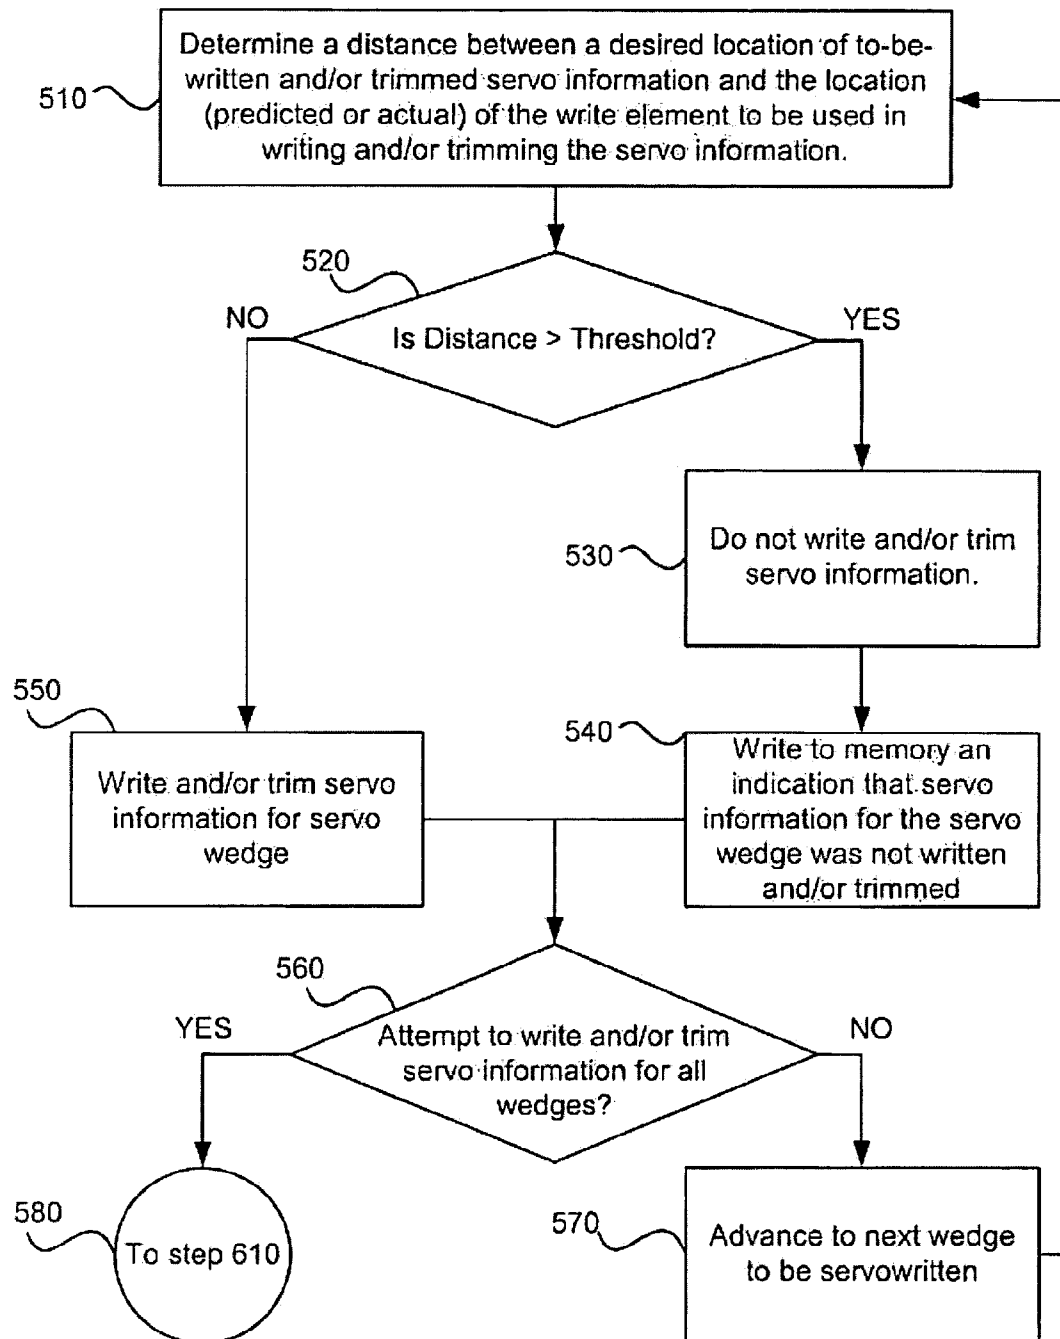 Determine a distance between a desired location of to-be-
written and/or trimmed servo information and the location
(predicted or actual) of the write element to be used in
writing and/or trimming the servo information.
510
520
NO
YES
Is Distance > Threshold?
530
Do not write and/or trim
servo information.
550
540
Write and/or trim servo
information for servo
wedge
Write to memory an
indication that servo
information for the servo
wedge was not written
and/or trimmed
560
YES
NO
Attempt to write and/or trim
servo information for all
wedges?
580
To step 610
570
Advance to next wedge
to be servowritten